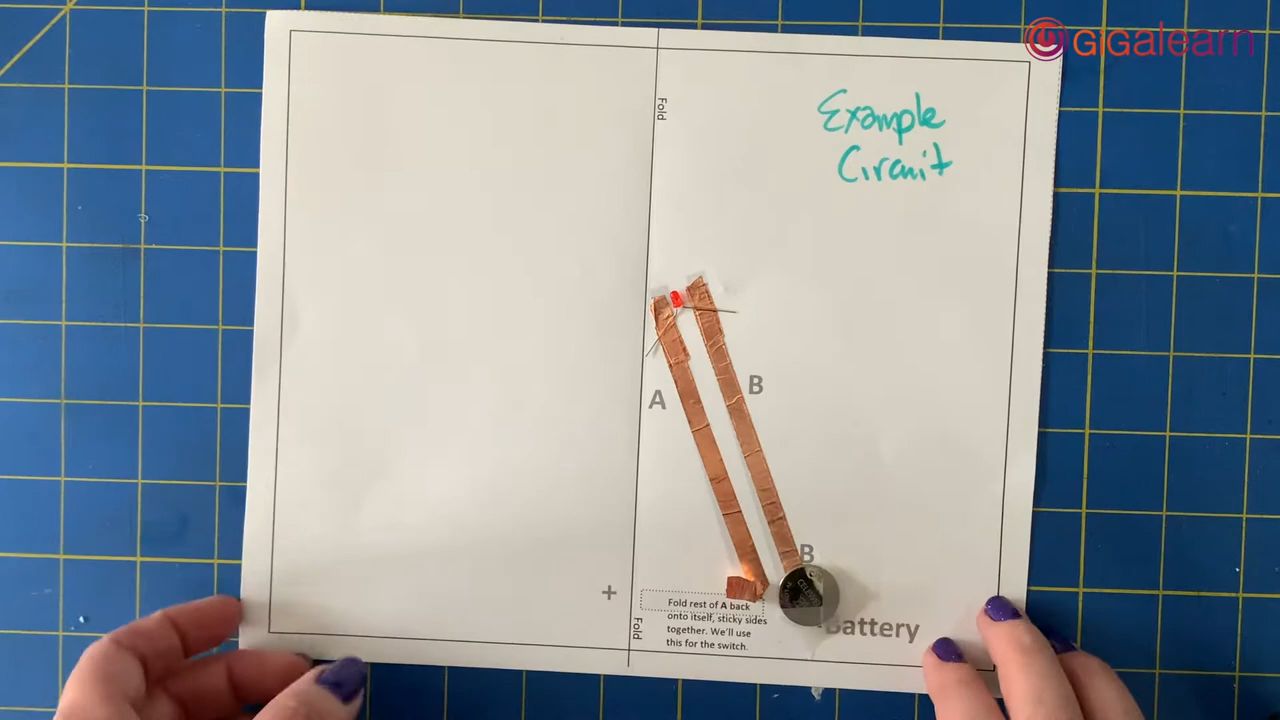 GiGalearn
Example
Circuit
Fold
A
B
B
+
Fold rest of A back
onto itself, sticky sides
together. We'll use
this for the switch.
Fold
Battery